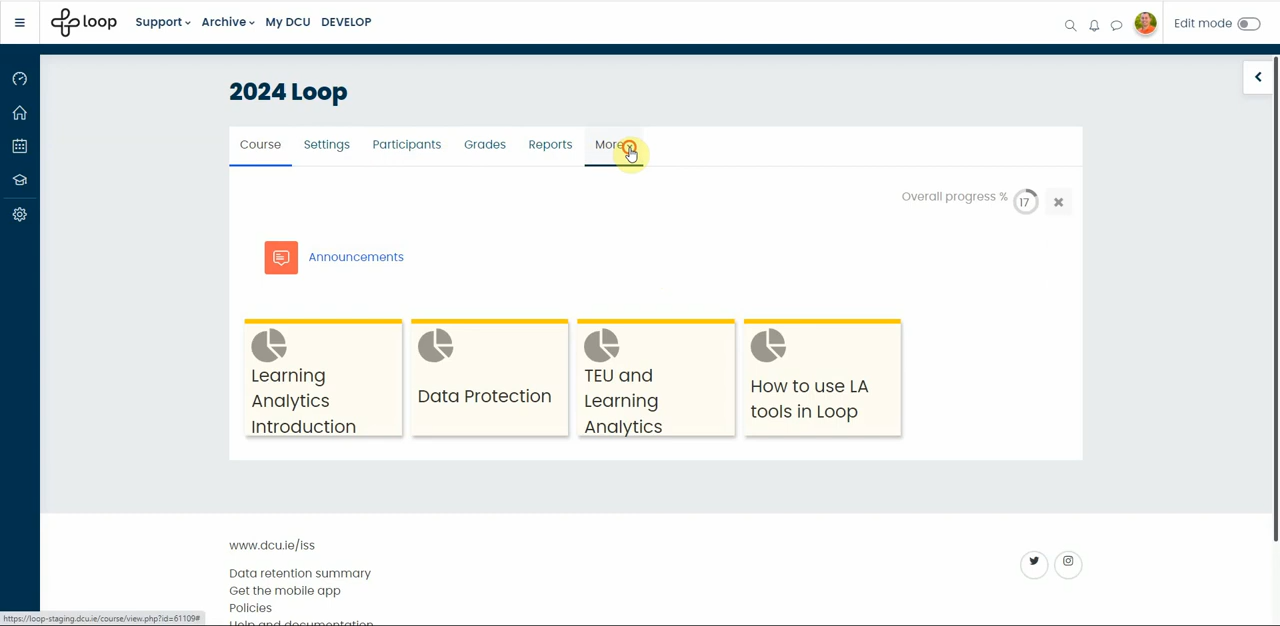 loop Support Archive My DCU DEVELOP Edit mode
2024 Loop
Course Settings Participants Grades Reports More
Overall progress % 17
Announcements
Learning
Analytics
Introduction
Data Protection
TEU and
Learning
Analytics
How to use LA
tools in Loop
www.dcu.ie/iss
Data retention summary
Get the mobile app
Policies
Help and documentation
https://loop-staging.dcu.ie/course/view.php?id=61109#